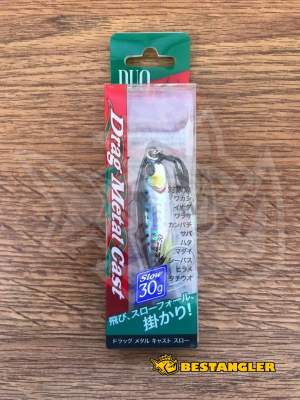 DUO
Drag Metal Cast
ワカシ
イナダ
ワラサ
カンパチ
サバ
ハタ
マダイ
シーバス
ヒラメ
タチウオ
Slow
30g
飛び、スローフォール、
掛かり!
ドラッグ メタル キャスト スロー
BESTANGLER